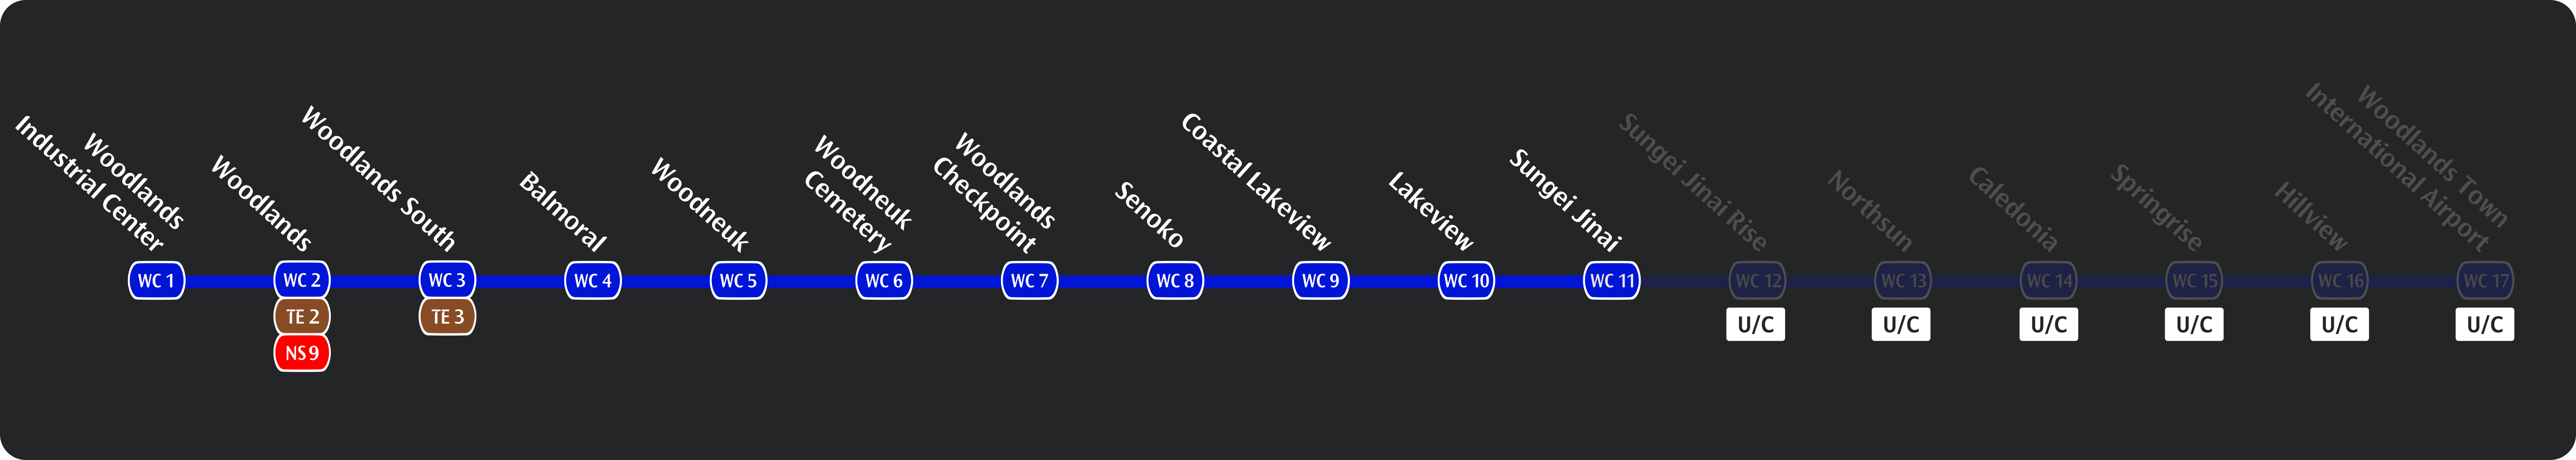 Woodlands
Industrial Center
Woodlands
Woodlands South
Balmoral
Woodneuk
Woodneuk
Cemetery
Woodlands
Checkpoint
Senoko
Coastal Lakeview
Lakeview
Sungei Jinai
Sungei Jinai Rise
Northsun
Caledonia
Springrise
Hillview
Woodlands Town
International Airport
WC 1
WC 2
WC 3
WC 4
WC 5
WC 6
WC 7
WC 8
WC 9
WC 10
WC 11
WC 12
WC 13
WC 14
WC 15
WC 16
WC 17
TE 2
TE 3
U/C
U/C
U/C
U/C
U/C
U/C
NS 9